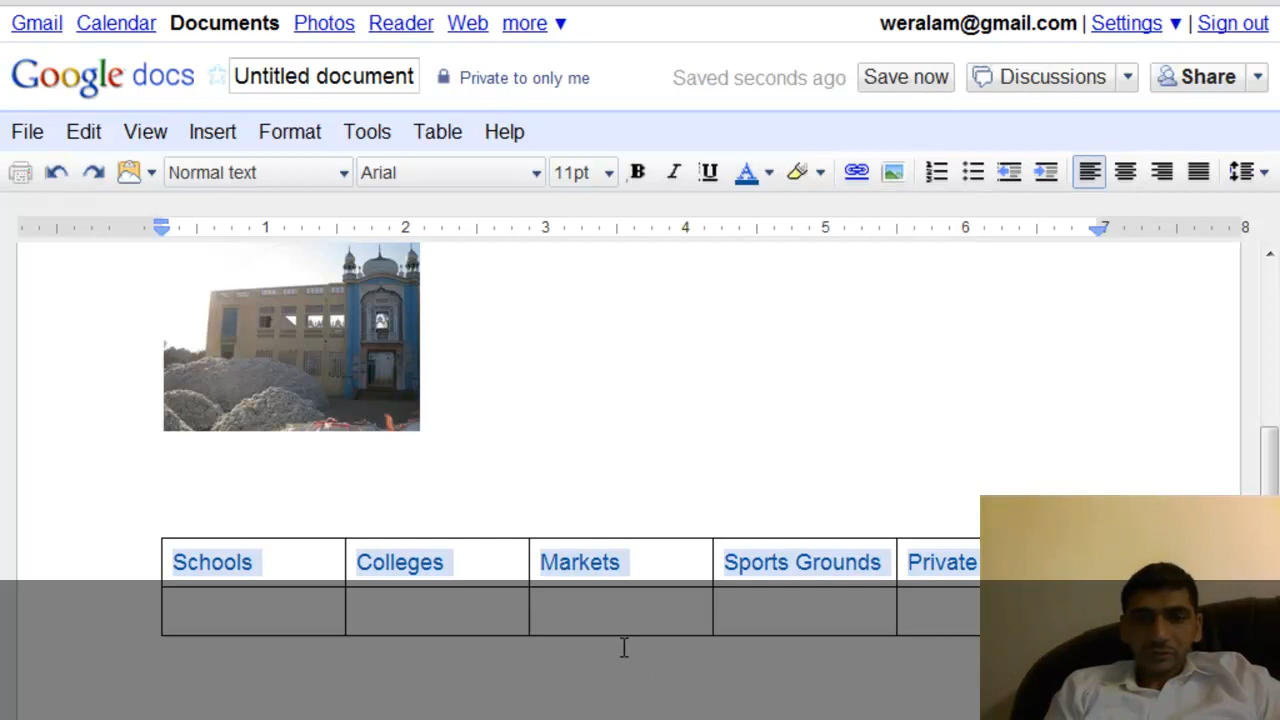 Gmail Calendar Documents Photos Reader Web more ▼ weralam@gmail.com | Settings ▼ | Sign out
Google docs Untitled document Private to only me Saved seconds ago Save now Discussions Share
File Edit View Insert Format Tools Table Help
Normal text Arial 11pt B I U A
1 2 3 4 5 6 7 8
Schools Colleges Markets Sports Grounds Private